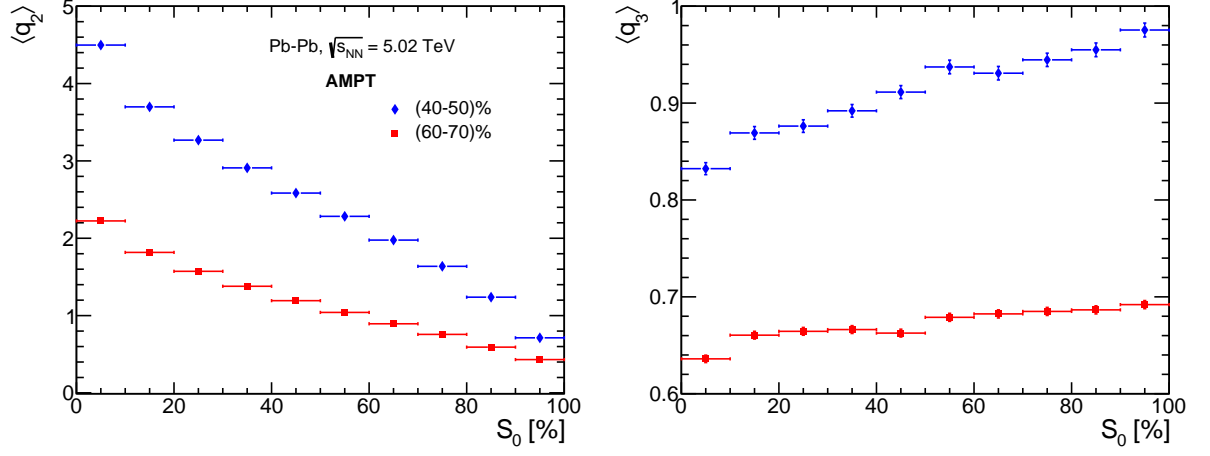 ⟨q₂⟩
5
4
3
2
1
0
Pb-Pb, √s_NN = 5.02 TeV
AMPT
(40-50)%
(60-70)%
0 20 40 60 80 100
S₀ [%]
⟨q₃⟩
1
0.9
0.8
0.7
0.6
0 20 40 60 80 100
S₀ [%]